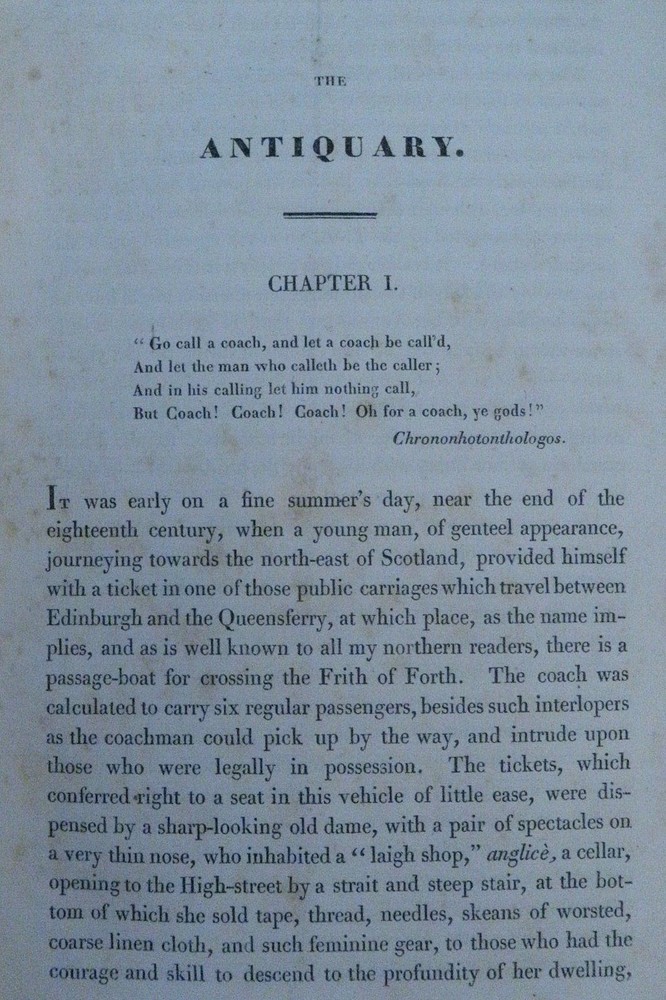 THE
ANTIQUARY.
CHAPTER I.
“ Go call a coach, and let a coach be call’d,
And let the man who calleth be the caller;
And in his calling let him nothing call,
But Coach! Coach! Coach! Oh for a coach, ye gods!”
Chrononhotonthologos.
It was early on a fine summer’s day, near the end of the
eighteenth century, when a young man, of genteel appearance,
journeying towards the north-east of Scotland, provided himself
with a ticket in one of those public carriages which travel between
Edinburgh and the Queensferry, at which place, as the name im-
plies, and as is well known to all my northern readers, there is a
passage-boat for crossing the Frith of Forth. The coach was
calculated to carry six regular passengers, besides such interlopers
as the coachman could pick up by the way, and intrude upon
those who were legally in possession. The tickets, which
conferred right to a seat in this vehicle of little ease, were dis-
pensed by a sharp-looking old dame, with a pair of spectacles on
a very thin nose, who inhabited a “ laigh shop,” anglicè, a cellar,
opening to the High-street by a strait and steep stair, at the bot-
tom of which she sold tape, thread, needles, skeans of worsted,
coarse linen cloth, and such feminine gear, to those who had the
courage and skill to descend to the profundity of her dwelling,